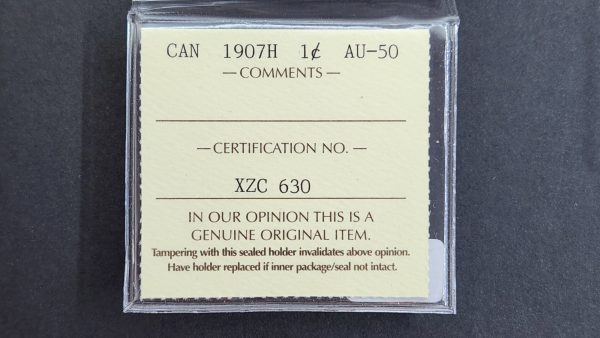 CAN 1907H 1¢ AU-50
— COMMENTS —
— CERTIFICATION NO. —
XZC 630
IN OUR OPINION THIS IS A
GENUINE ORIGINAL ITEM.
Tampering with this sealed holder invalidates above opinion.
Have holder replaced if inner package/seal not intact.